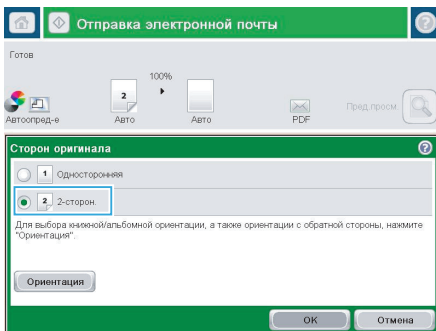 Отправка электронной почты
Готов
100%
2
Автоопред-е
Авто
Авто
PDF
Пред.просм
Сторон оригинала
1 Односторонняя
2 2-сторон.
Для выбора книжной/альбомной ориентации, а также ориентации с обратной стороны, нажмите
"Ориентация".
Ориентация
OK
Отмена